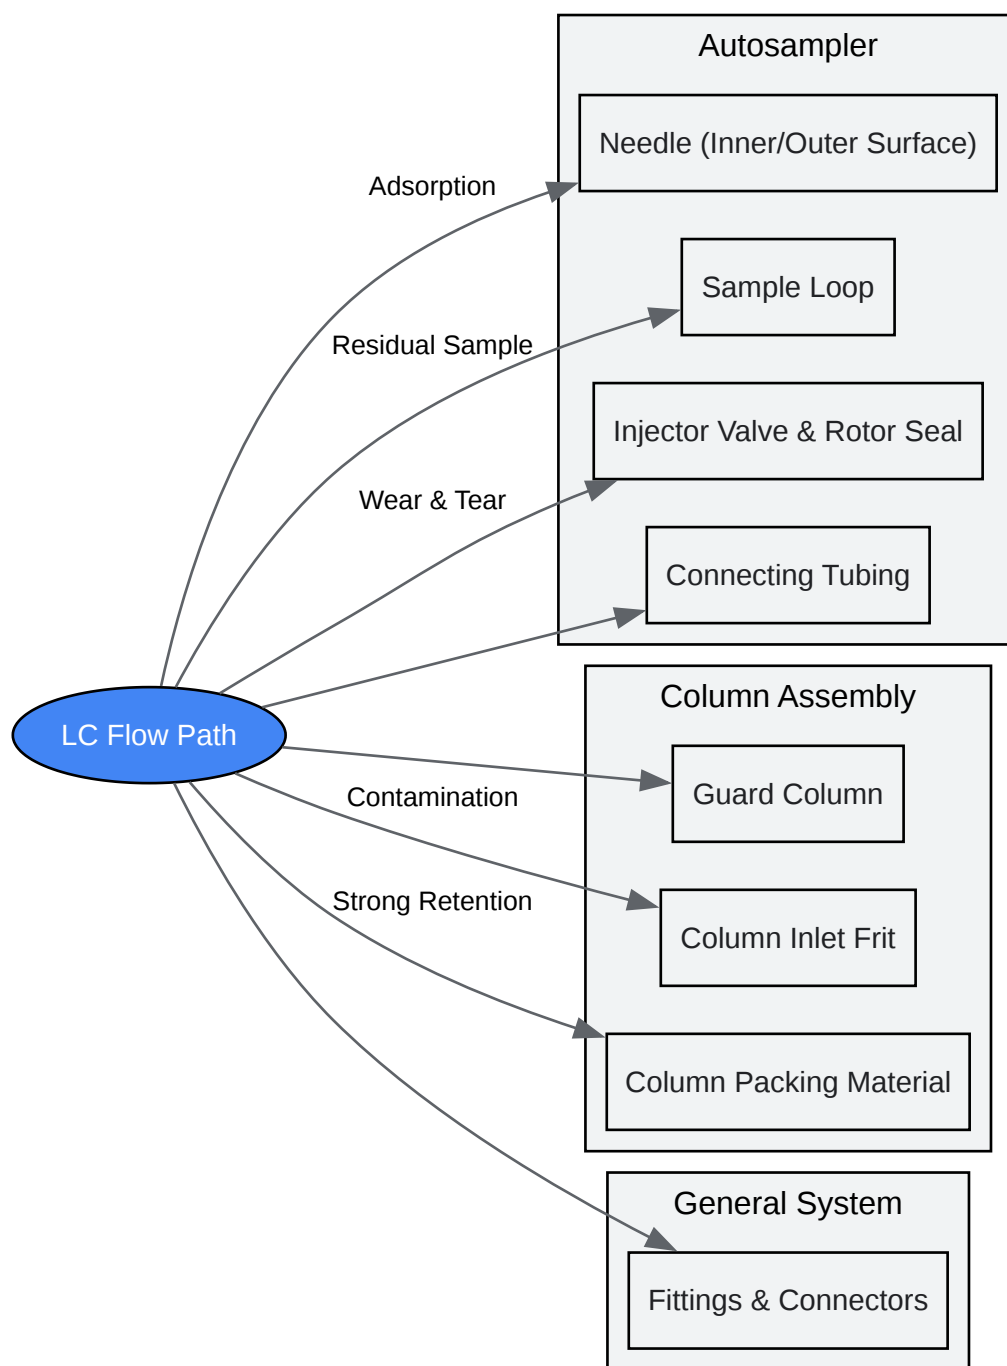 Autosampler
Needle (Inner/Outer Surface)
Adsorption
Sample Loop
Residual Sample
Injector Valve & Rotor Seal
Wear & Tear
Connecting Tubing
Column Assembly
LC Flow Path
Guard Column
Contamination
Column Inlet Frit
Strong Retention
Column Packing Material
General System
Fittings & Connectors